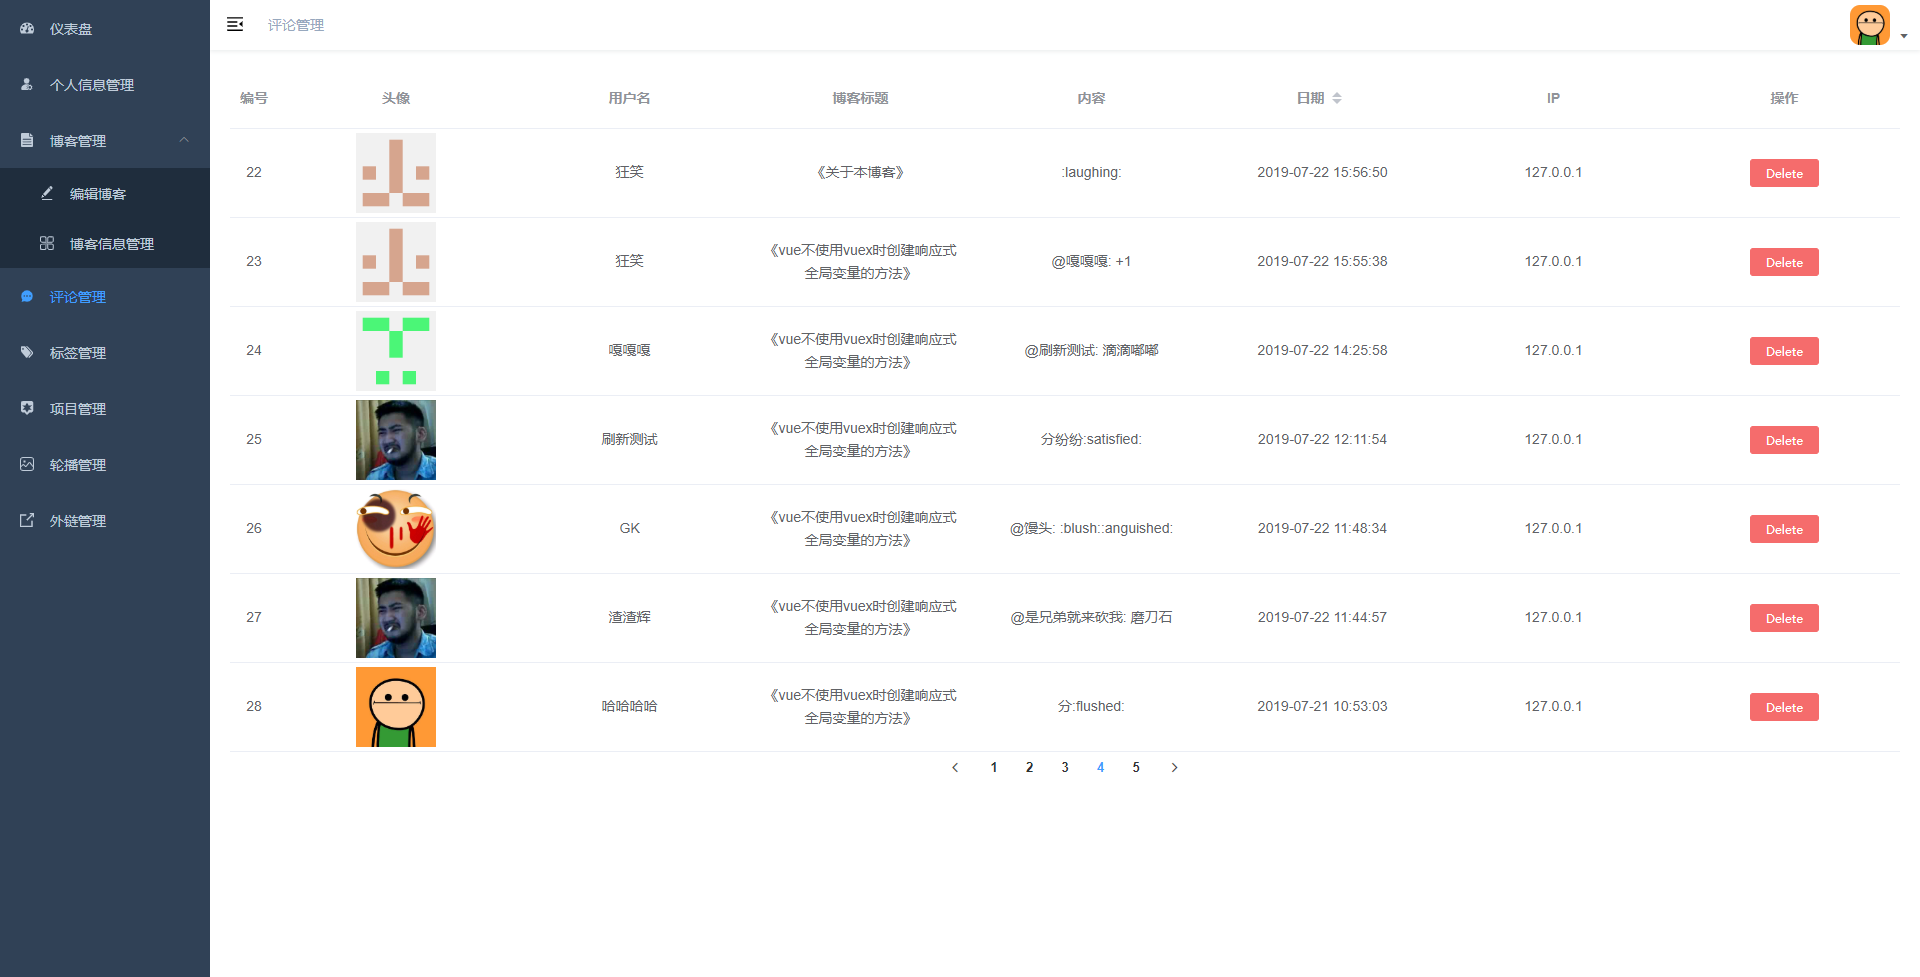 仪表盘
个人信息管理
博客管理
编辑博客
博客信息管理
评论管理
标签管理
项目管理
轮播管理
外链管理
评论管理
编号 头像 用户名 博客标题 内容 日期 IP 操作
22 狂笑 《关于本博客》 :laughing: 2019-07-22 15:56:50 127.0.0.1 Delete
23 狂笑 《vue不使用vuex时创建响应式
全局变量的方法》 @嘎嘎嘎: +1 2019-07-22 15:55:38 127.0.0.1 Delete
24 嘎嘎嘎 《vue不使用vuex时创建响应式
全局变量的方法》 @刷新测试: 滴滴嘟嘟 2019-07-22 14:25:58 127.0.0.1 Delete
25 刷新测试 《vue不使用vuex时创建响应式
全局变量的方法》 分纷纷:satisfied: 2019-07-22 12:11:54 127.0.0.1 Delete
26 GK 《vue不使用vuex时创建响应式
全局变量的方法》 @馒头: :blush::anguished: 2019-07-22 11:48:34 127.0.0.1 Delete
27 渣渣辉 《vue不使用vuex时创建响应式
全局变量的方法》 @是兄弟就来砍我: 磨刀石 2019-07-22 11:44:57 127.0.0.1 Delete
28 哈哈哈哈 《vue不使用vuex时创建响应式
全局变量的方法》 分:flushed: 2019-07-21 10:53:03 127.0.0.1 Delete
1 2 3 4 5